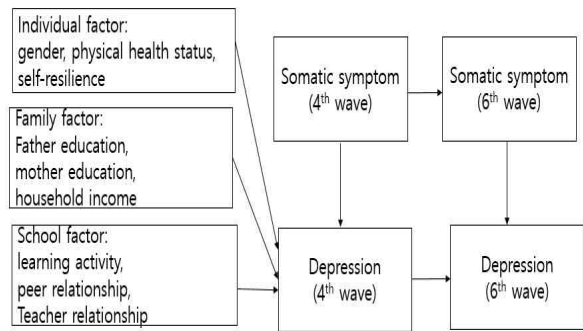 Individual factor:
gender, physical health status,
self-resilience
Family factor:
Father education,
mother education,
household income
School factor:
learning activity,
peer relationship,
Teacher relationship
Somatic symptom
(4th wave)
Somatic symptom
(6th wave)
Depression
(4th wave)
Depression
(6th wave)